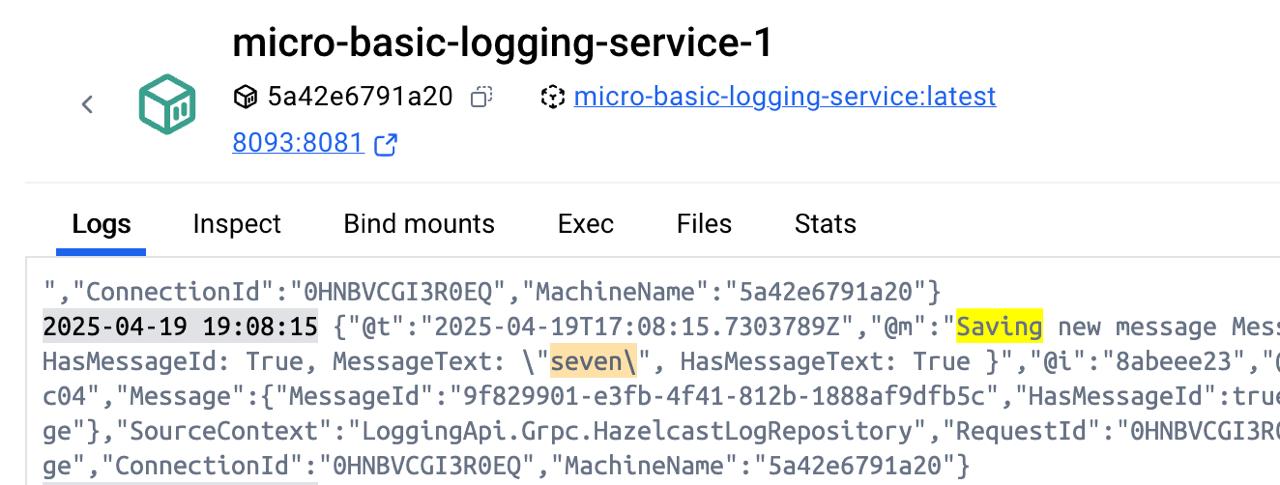 micro-basic-logging-service-1
5a42e6791a20 micro-basic-logging-service:latest
8093:8081
Logs Inspect Bind mounts Exec Files Stats
","ConnectionId":"0HNBVCGI3R0EQ","MachineName":"5a42e6791a20"}
2025-04-19 19:08:15 {"@t":"2025-04-19T17:08:15.7303789Z","@m":"Saving new message Mess
HasMessageId: True, MessageText: \"seven\", HasMessageText: True }","@i":"8abeee23","@
c04","Message":{"MessageId":"9f829901-e3fb-4f41-812b-1888af9dfb5c","HasMessageId":true
ge"},"SourceContext":"LoggingApi.Grpc.HazelcastLogRepository","RequestId":"0HNBVCGI3R0
ge","ConnectionId":"0HNBVCGI3R0EQ","MachineName":"5a42e6791a20"}